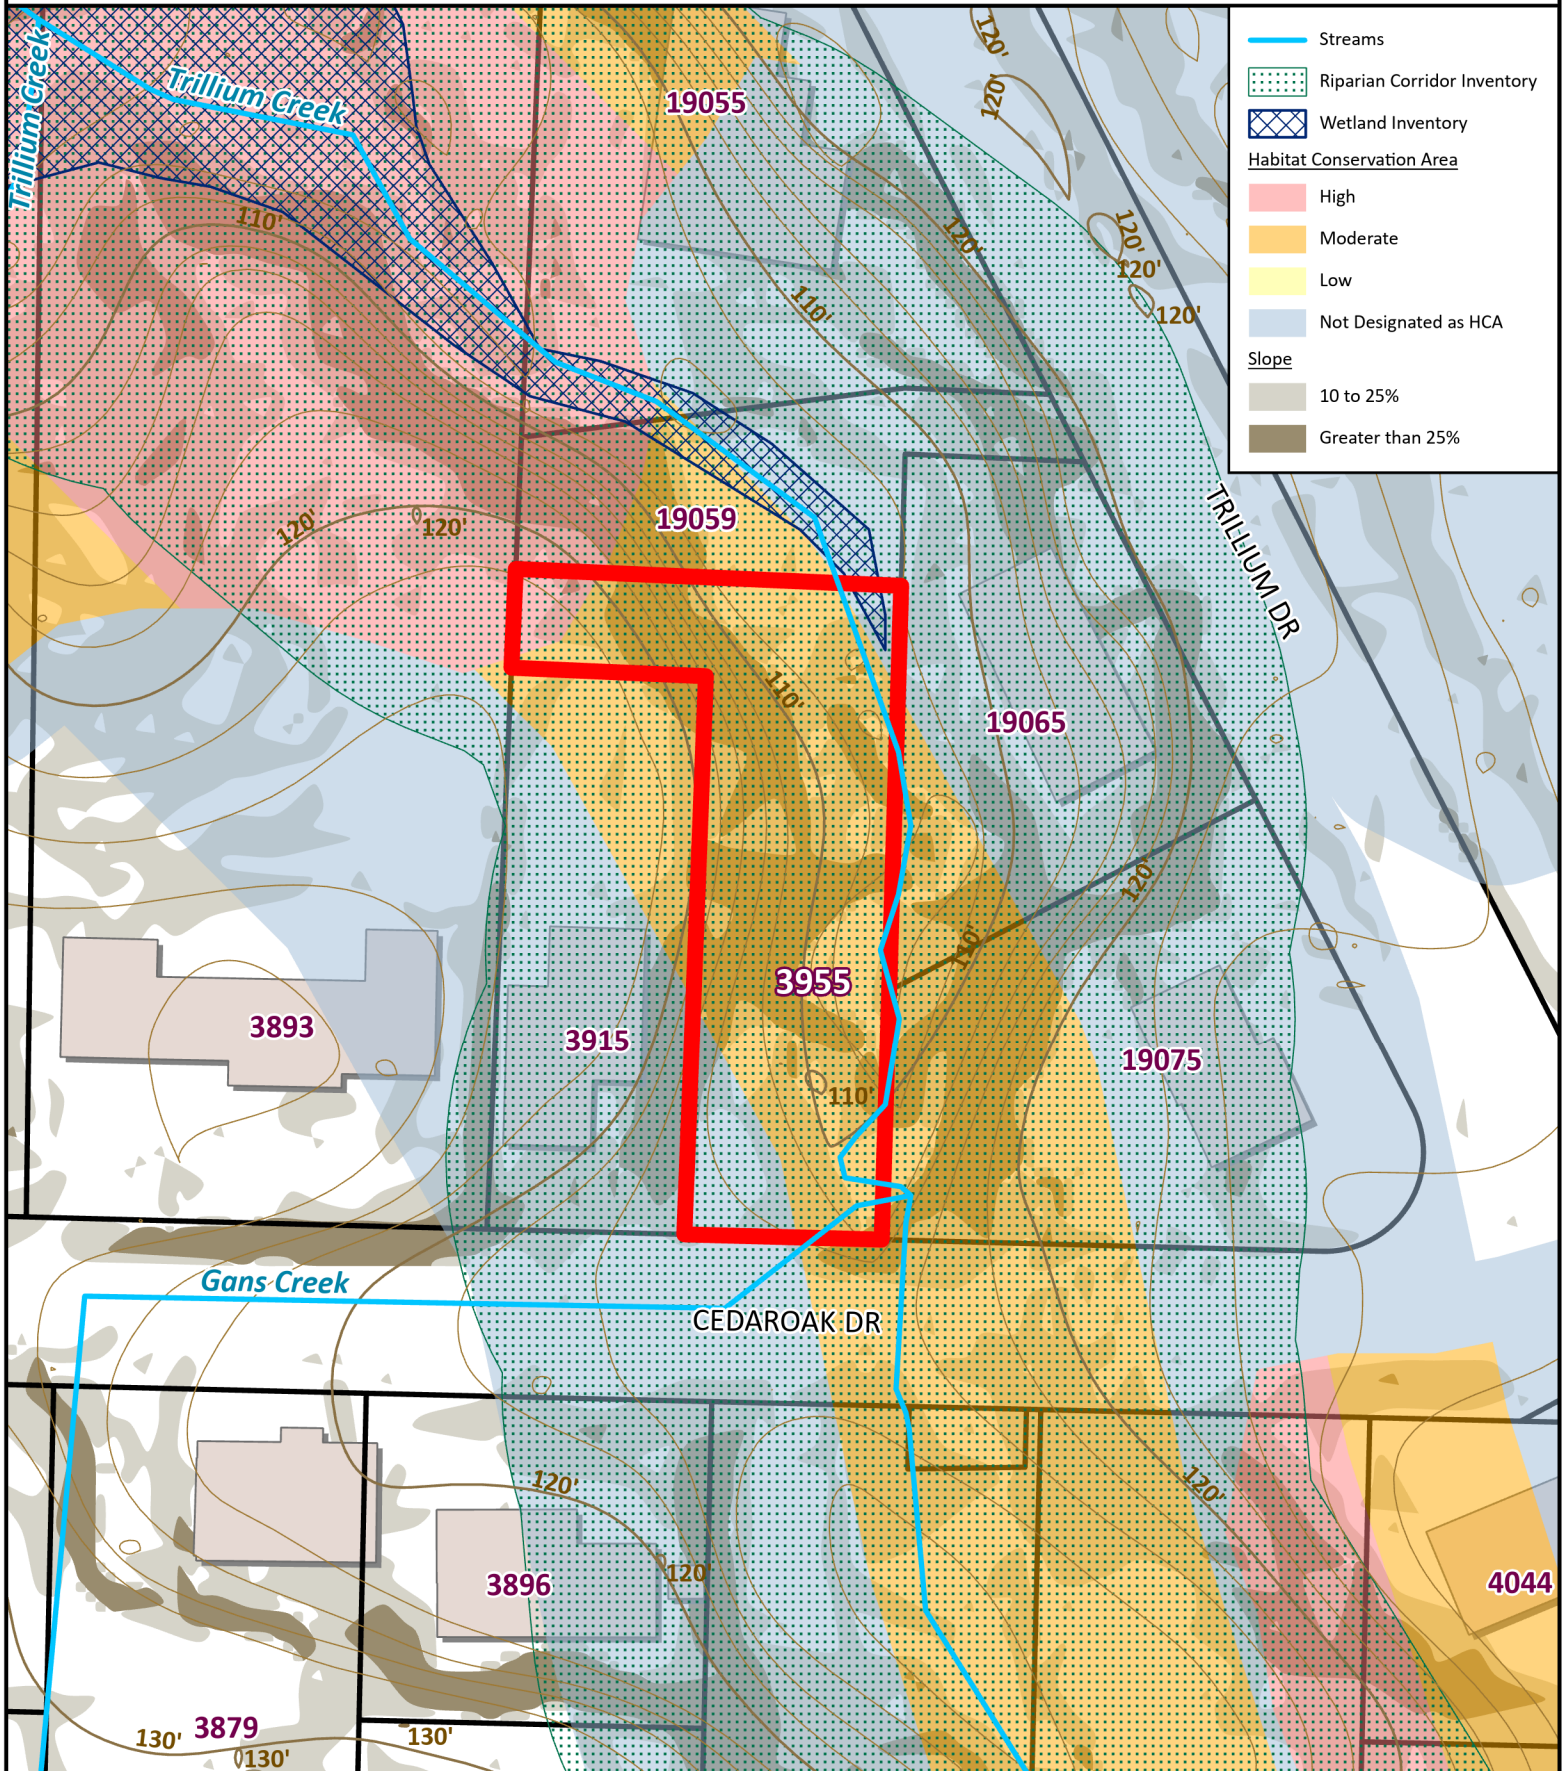 Streams
Riparian Corridor Inventory
Wetland Inventory
Habitat Conservation Area
High
Moderate
Low
Not Designated as HCA
Slope
10 to 25%
Greater than 25%
Trillium Creek
Trillium Creek
19055
120'
120'
120'
120'
120'
120'
110'
110'
120'
120'
19059
TRILLIUM DR
110'
19065
120'
110'
3955
3893
3915
19075
110'
Gans Creek
CEDAROAK DR
120'
120'
120'
3896
4044
3879
130'
130'
130'